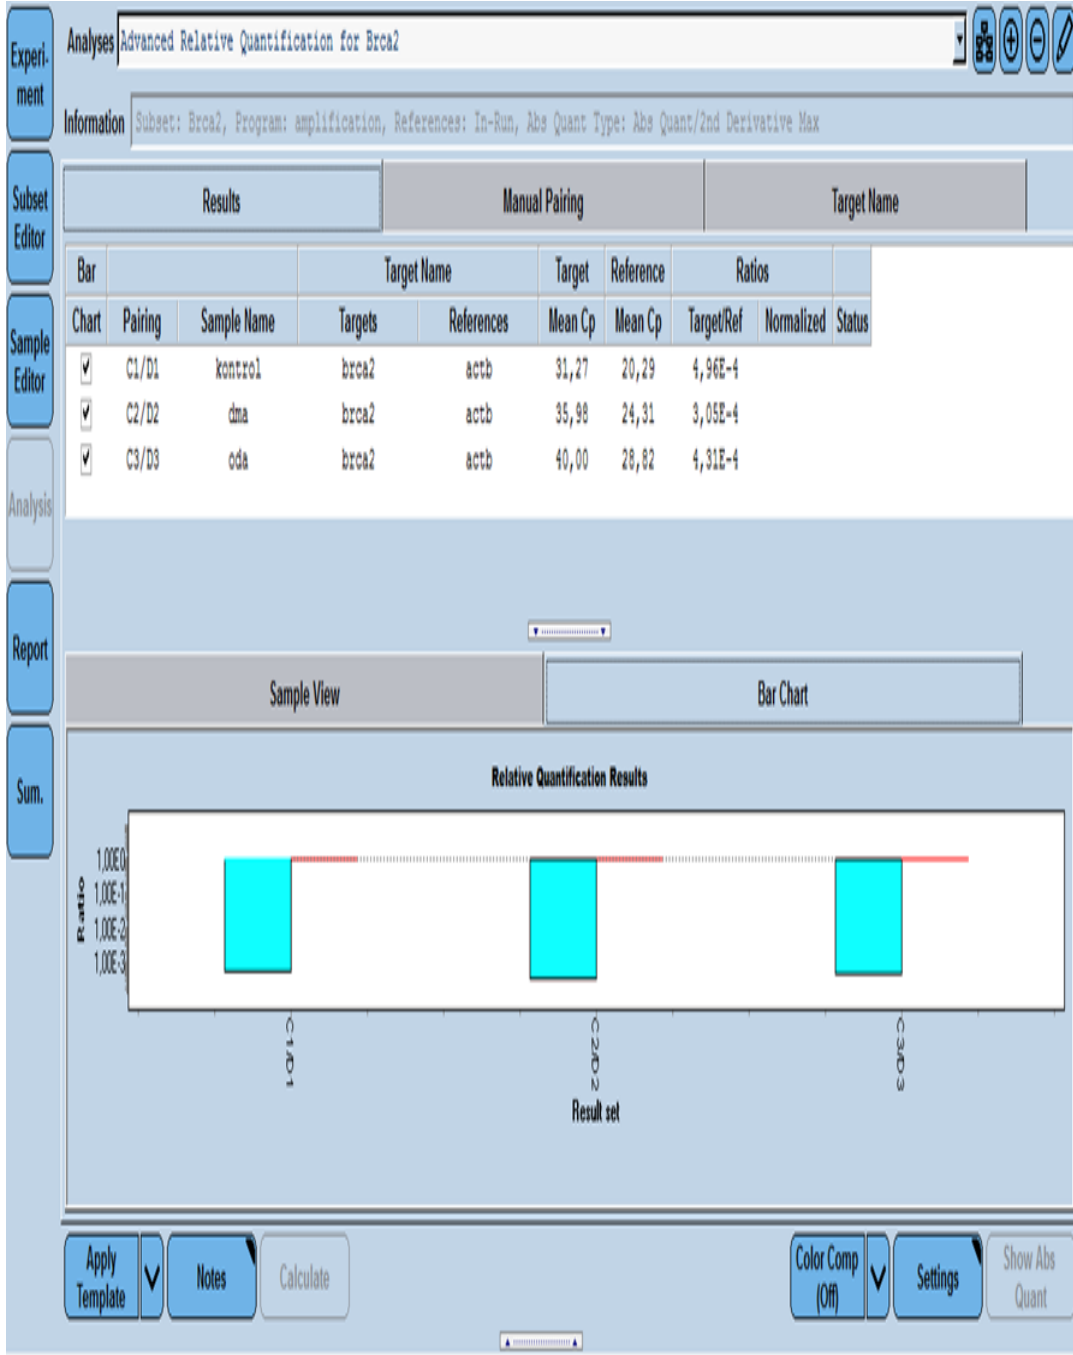 Experi-
ment
Subset
Editor
Sample
Editor
Analysis
Report
Sum.
Analyses Advanced Relative Quantification for Brca2
Information Subset: Brca2, Program: amplification, References: In-Run, Abs Quant Type: Abs Quant/2nd Derivative Max
Results Manual Pairing Target Name
Bar Target Name Target Reference Ratios
Chart Pairing Sample Name Targets References Mean Cp Mean Cp Target/Ref Normalized Status
C1/D1 kontrol brca2 actb 31,27 20,29 4,96E-4
C2/D2 dma brca2 actb 35,98 24,31 3,05E-4
C3/D3 oda brca2 actb 40,00 28,82 4,31E-4
Sample View Bar Chart
Relative Quantification Results
Ratio
1,00E0
1,00E-1
1,00E-2
1,00E-3
C1/D1 C2/D2 C3/D3
Result set
Apply
Template
Notes
Calculate
Color Comp
(Off)
Settings
Show Abs
Quant